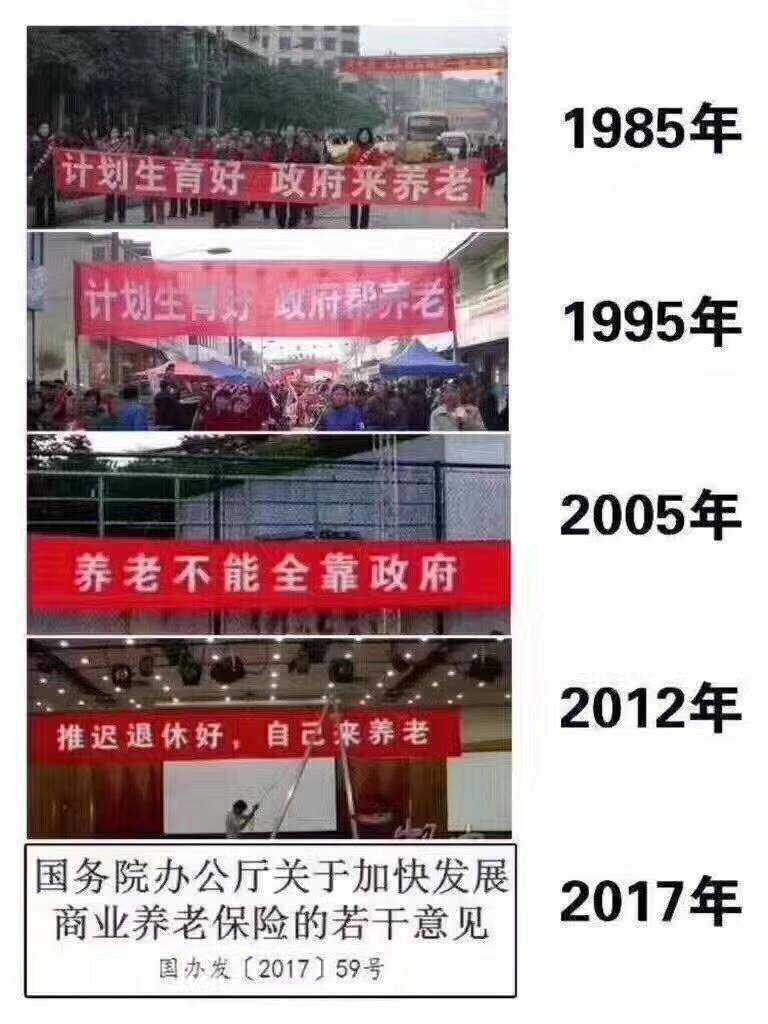 计划生育好 政府来养老
1985年
计划生育好 政府帮养老
1995年
养老不能全靠政府
2005年
推迟退休好，自己来养老
2012年
国务院办公厅关于加快发展
商业养老保险的若干意见
国办发〔2017〕59号
2017年